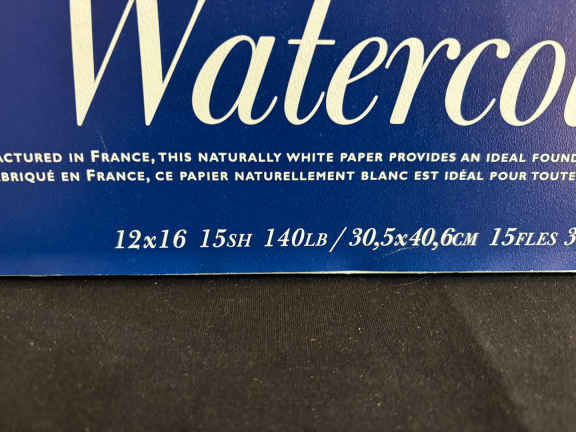 Waterco
ACTURED IN FRANCE, THIS NATURALLY WHITE PAPER PROVIDES AN IDEAL FOUND
BRIQUÉ EN FRANCE, CE PAPIER NATURELLEMENT BLANC EST IDÉAL POUR TOUTE
12x16 15SH 140LB / 30,5x40,6CM 15FLES 3